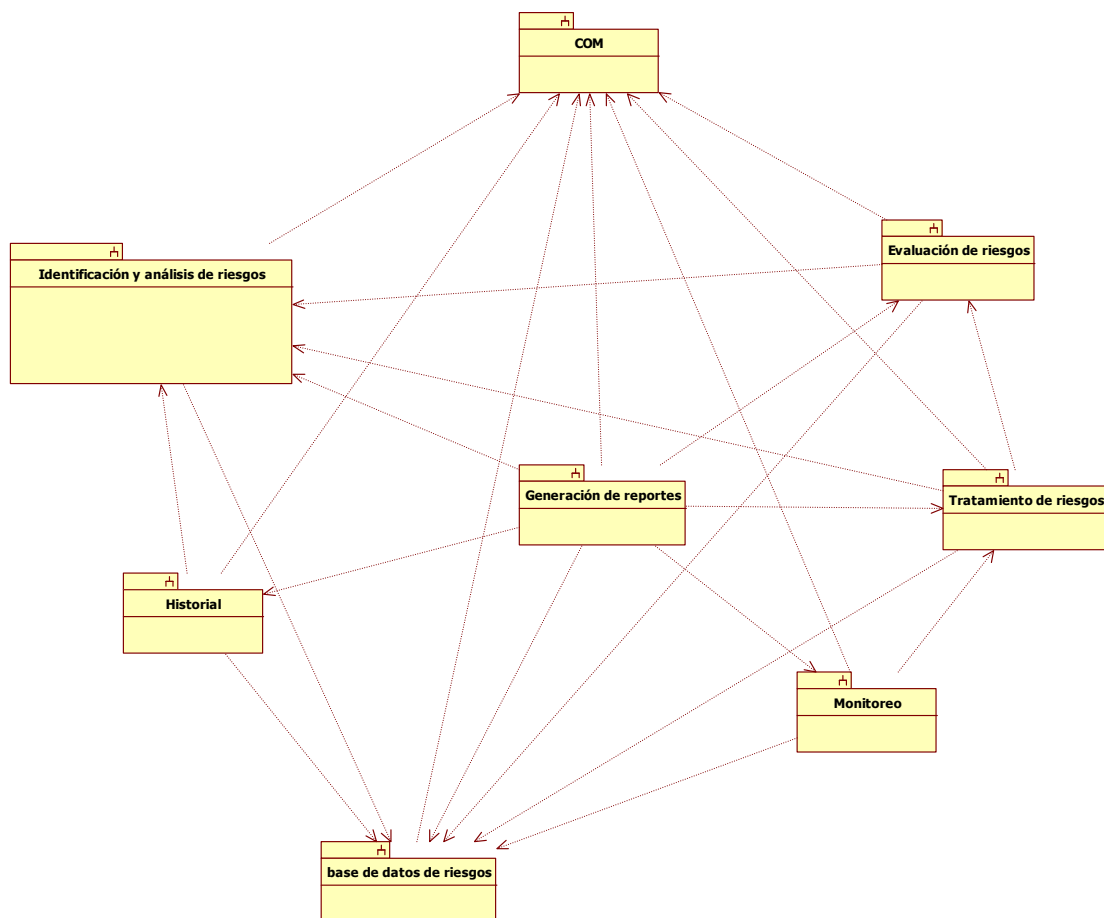 COM
Identificación y análisis de riesgos
Evaluación de riesgos
Generación de reportes
Tratamiento de riesgos
Historial
Monitoreo
base de datos de riesgos